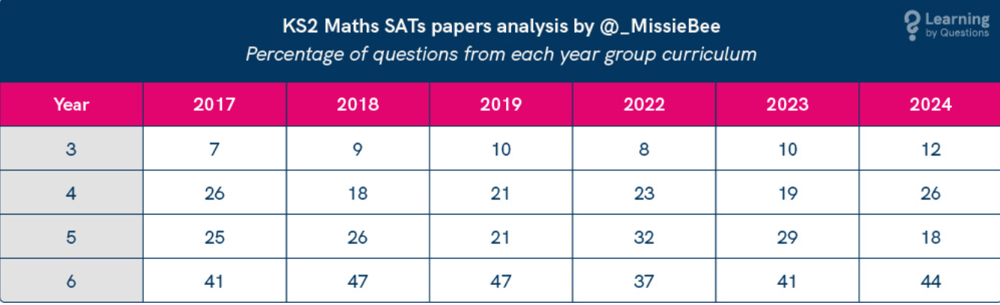 KS2 Maths SATs papers analysis by @_MissieBee
Percentage of questions from each year group curriculum
Learning
by Questions
Year 2017 2018 2019 2022 2023 2024
3 7 9 10 8 10 12
4 26 18 21 23 19 26
5 25 26 21 32 29 18
6 41 47 47 37 41 44